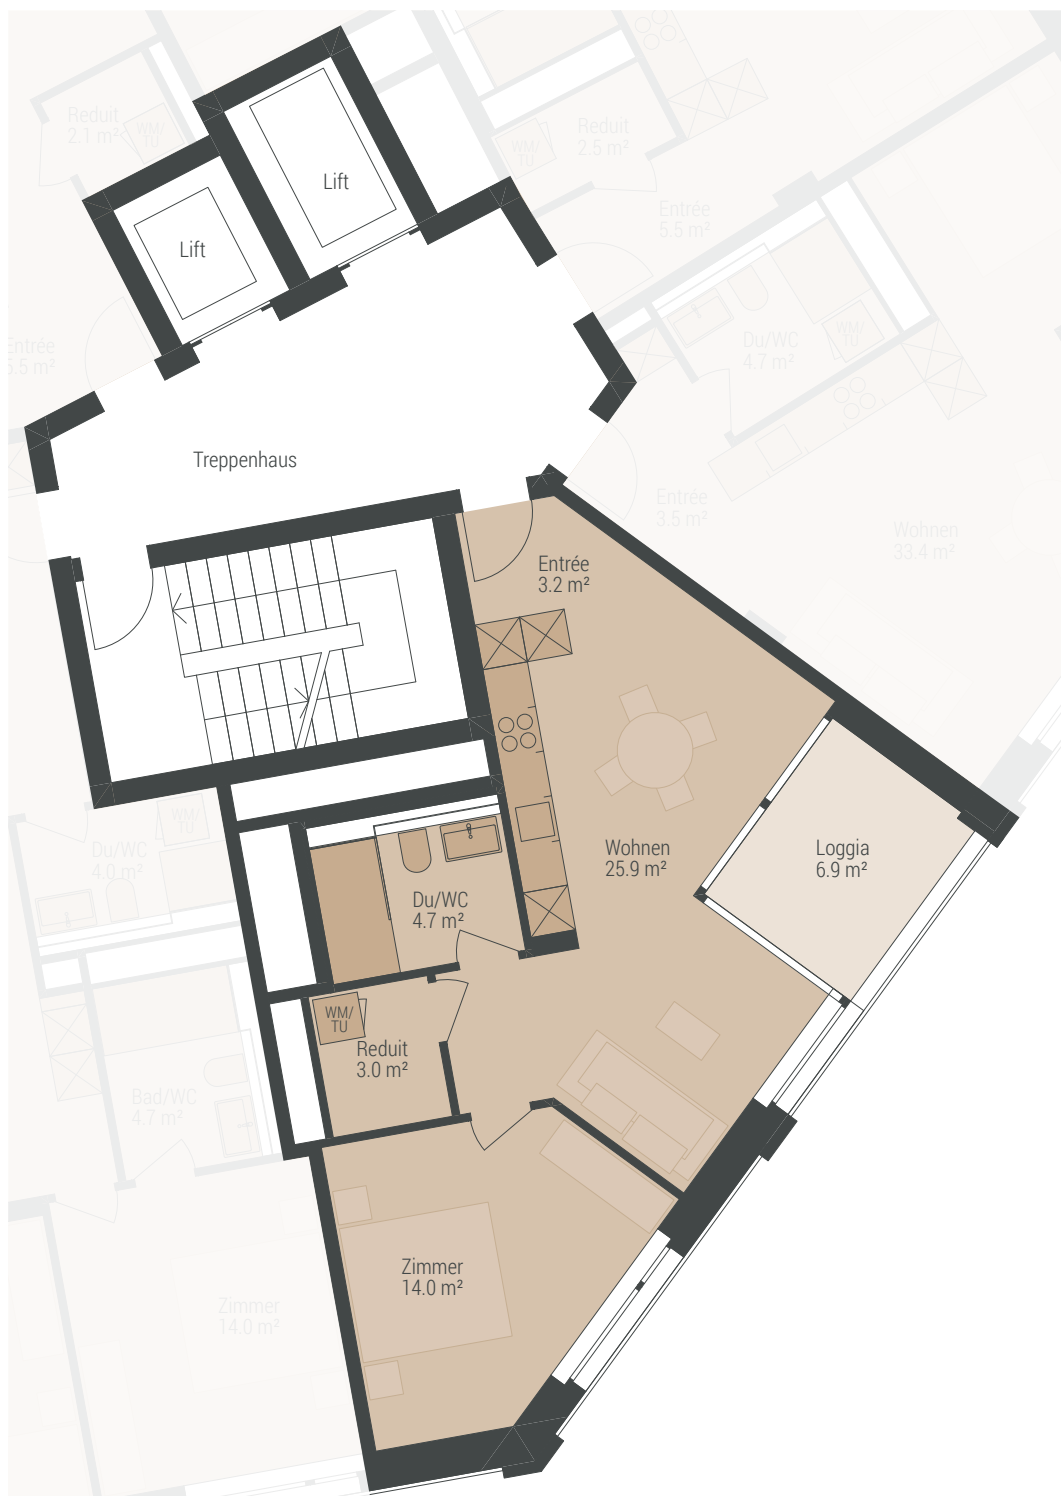 Reduit
2.1 m²
WM/
TU
Lift
Lift
WM/
TU
Reduit
2.5 m²
Entrée
5.5 m²
Entrée
5.5 m²
Du/WC
4.7 m²
WM/
TU
Treppenhaus
Entrée
3.5 m²
Wohnen
33.4 m²
Entrée
3.2 m²
WM/
TU
Du/WC
4.0 m²
Wohnen
25.9 m²
Loggia
6.9 m²
Du/WC
4.7 m²
WM/
TU
Reduit
3.0 m²
Bad/WC
4.7 m²
Zimmer
14.0 m²
Zimmer
14.0 m²